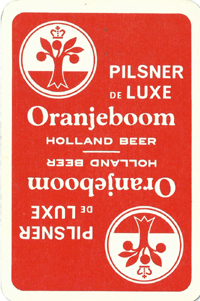 PILSNER
DE LUXE
Oranjeboom
HOLLAND BEER
HOLLAND BEER
Oranjeboom
PILSNER
DE LUXE